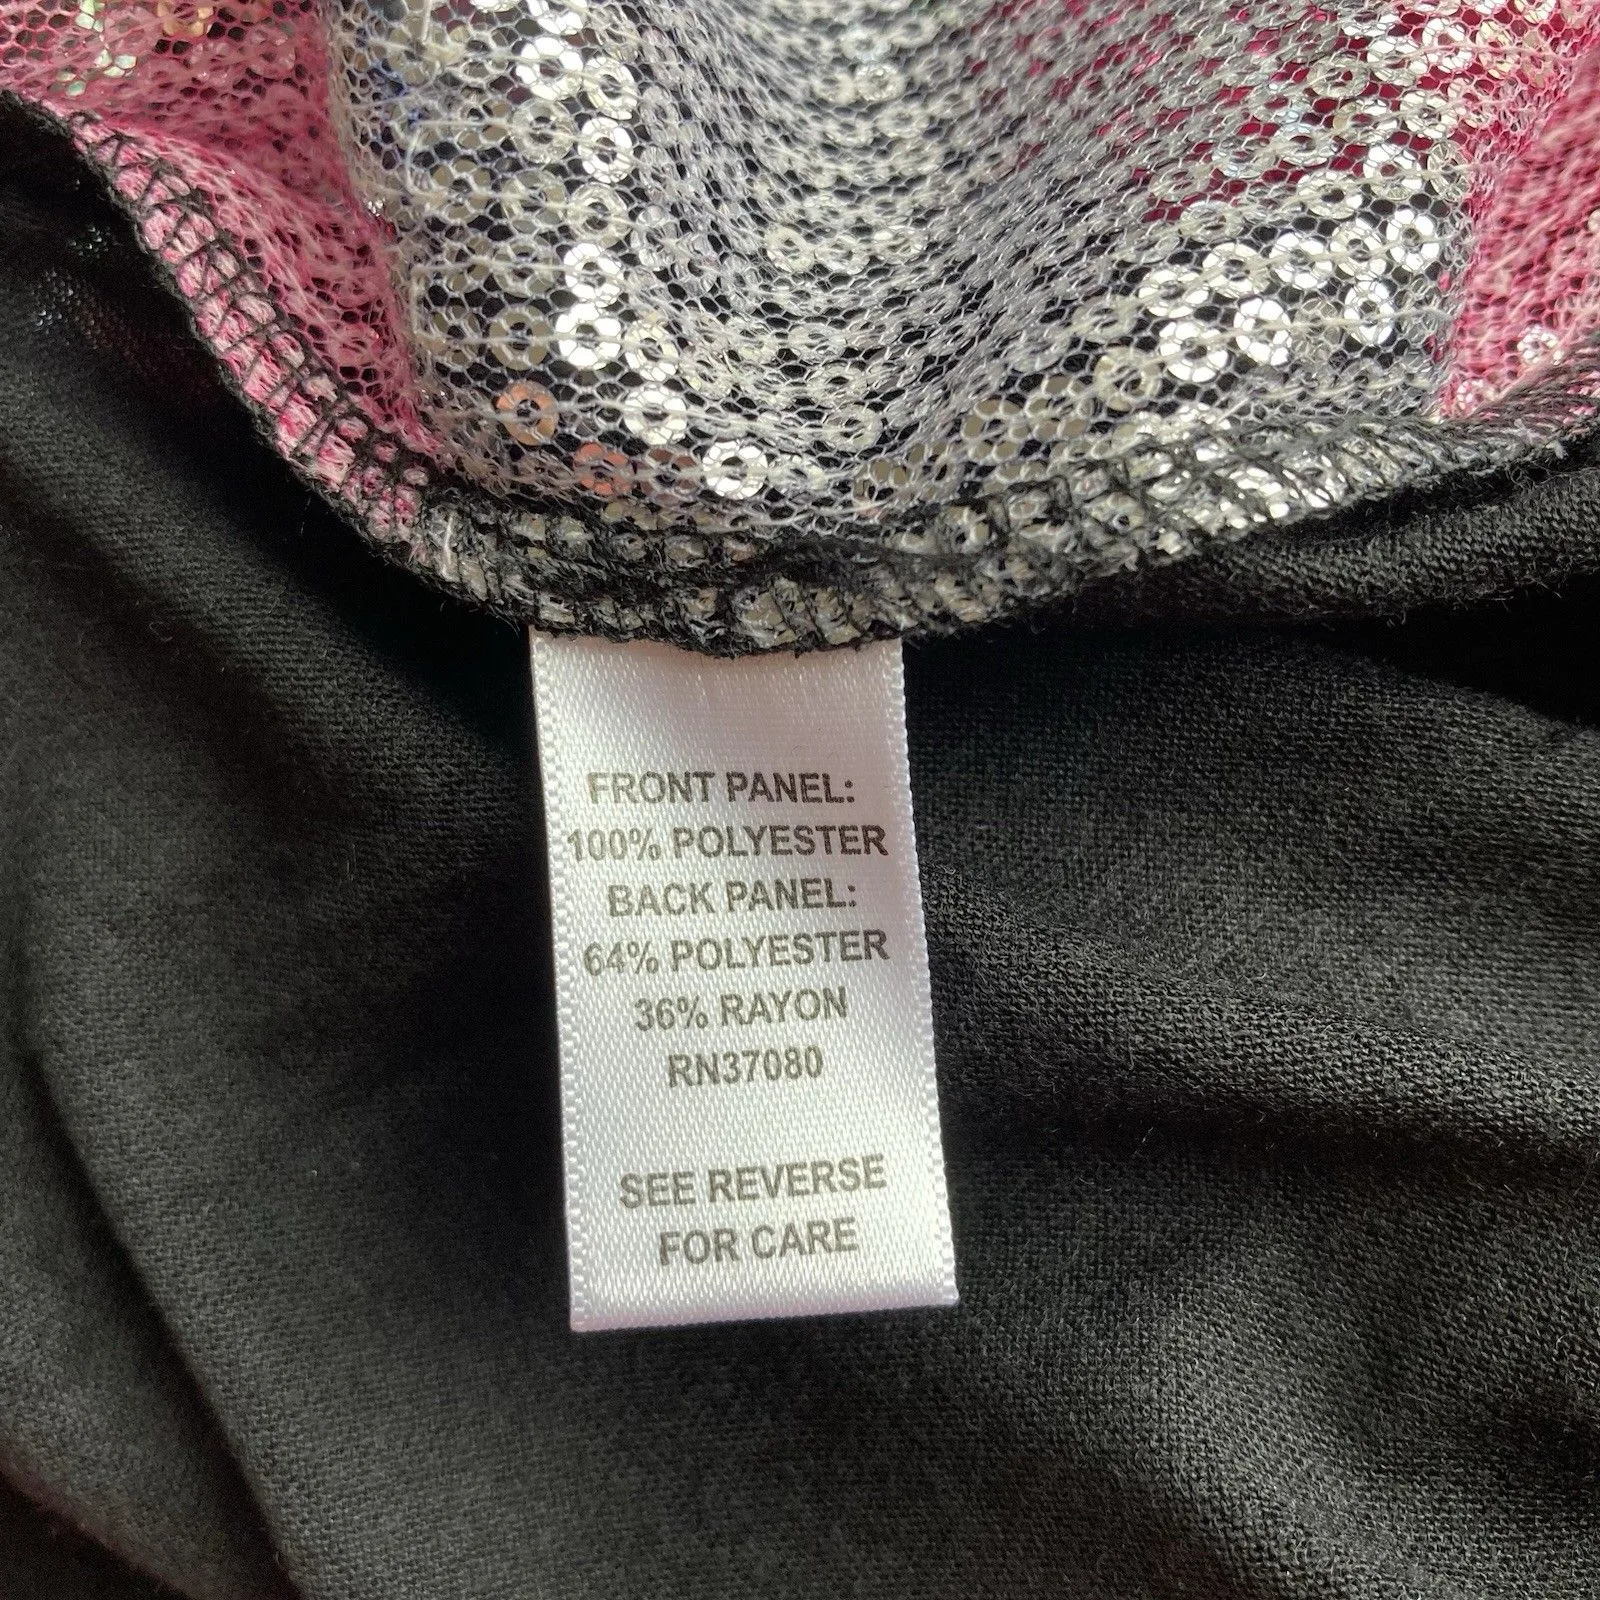 FRONT PANEL:
100% POLYESTER
BACK PANEL:
64% POLYESTER
36% RAYON
RN37080
SEE REVERSE
FOR CARE